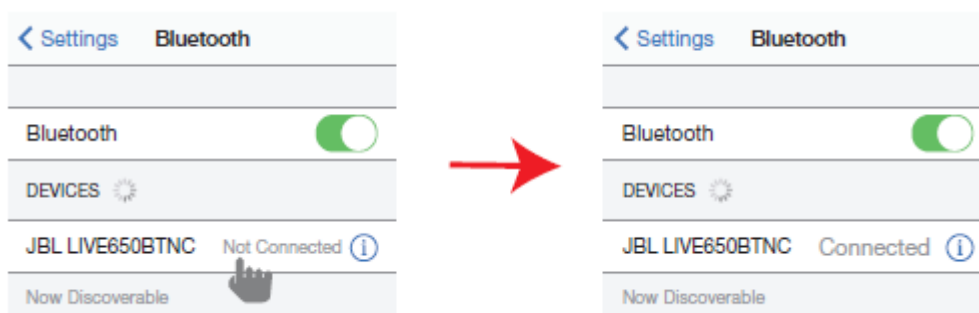 Settings Bluetooth
Bluetooth
DEVICES
JBL LIVE650BTNC Not Connected
Now Discoverable
Settings Bluetooth
Bluetooth
DEVICES
JBL LIVE650BTNC Connected
Now Discoverable